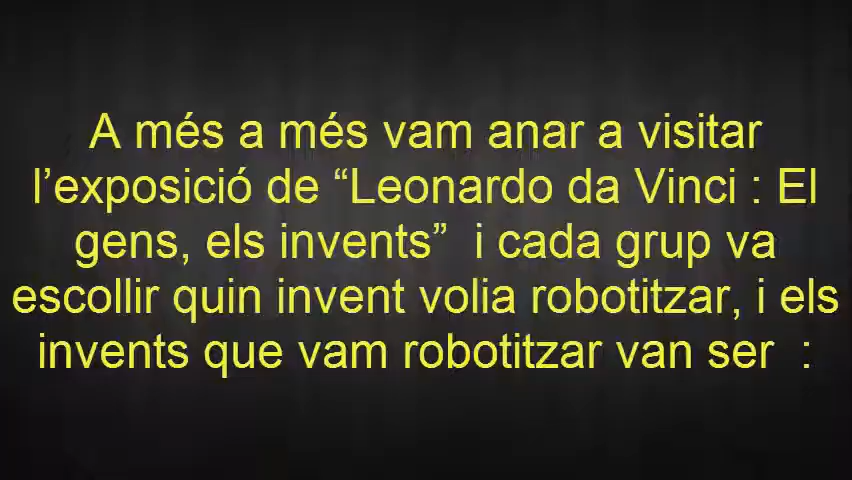 A més a més vam anar a visitar
l’exposició de “Leonardo da Vinci : El
gens, els invents”  i cada grup va
escollir quin invent volia robotitzar, i els
invents que vam robotitzar van ser  :